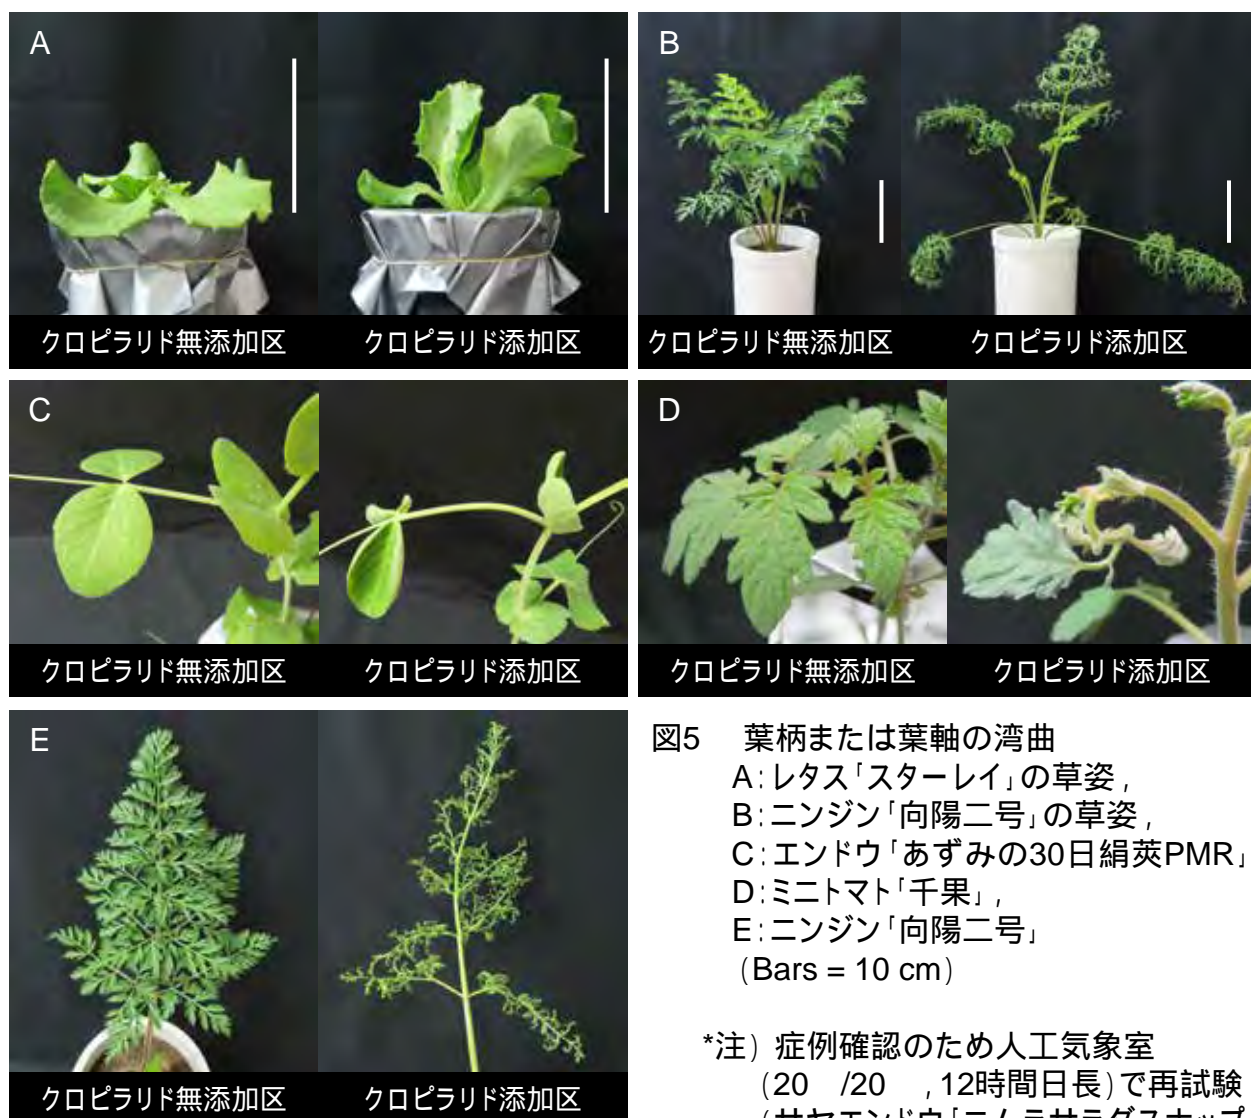 A
B
クロピラリド無添加区
クロピラリド添加区
クロピラリド無添加区
クロピラリド添加区
C
D
クロピラリド無添加区
クロピラリド添加区
クロピラリド無添加区
クロピラリド添加区
E
クロピラリド無添加区
クロピラリド添加区
図5 葉柄または葉軸の湾曲
A:レタス「スターレイ」の草姿,
B:ニンジン「向陽二号」の草姿,
C:エンドウ「あずみの30日絹莢PMR」
D:ミニトマト「千果」,
E:ニンジン「向陽二号」
(Bars = 10 cm)
*注) 症例確認のため人工気象室
(20 /20 ,12時間日長)で再試験